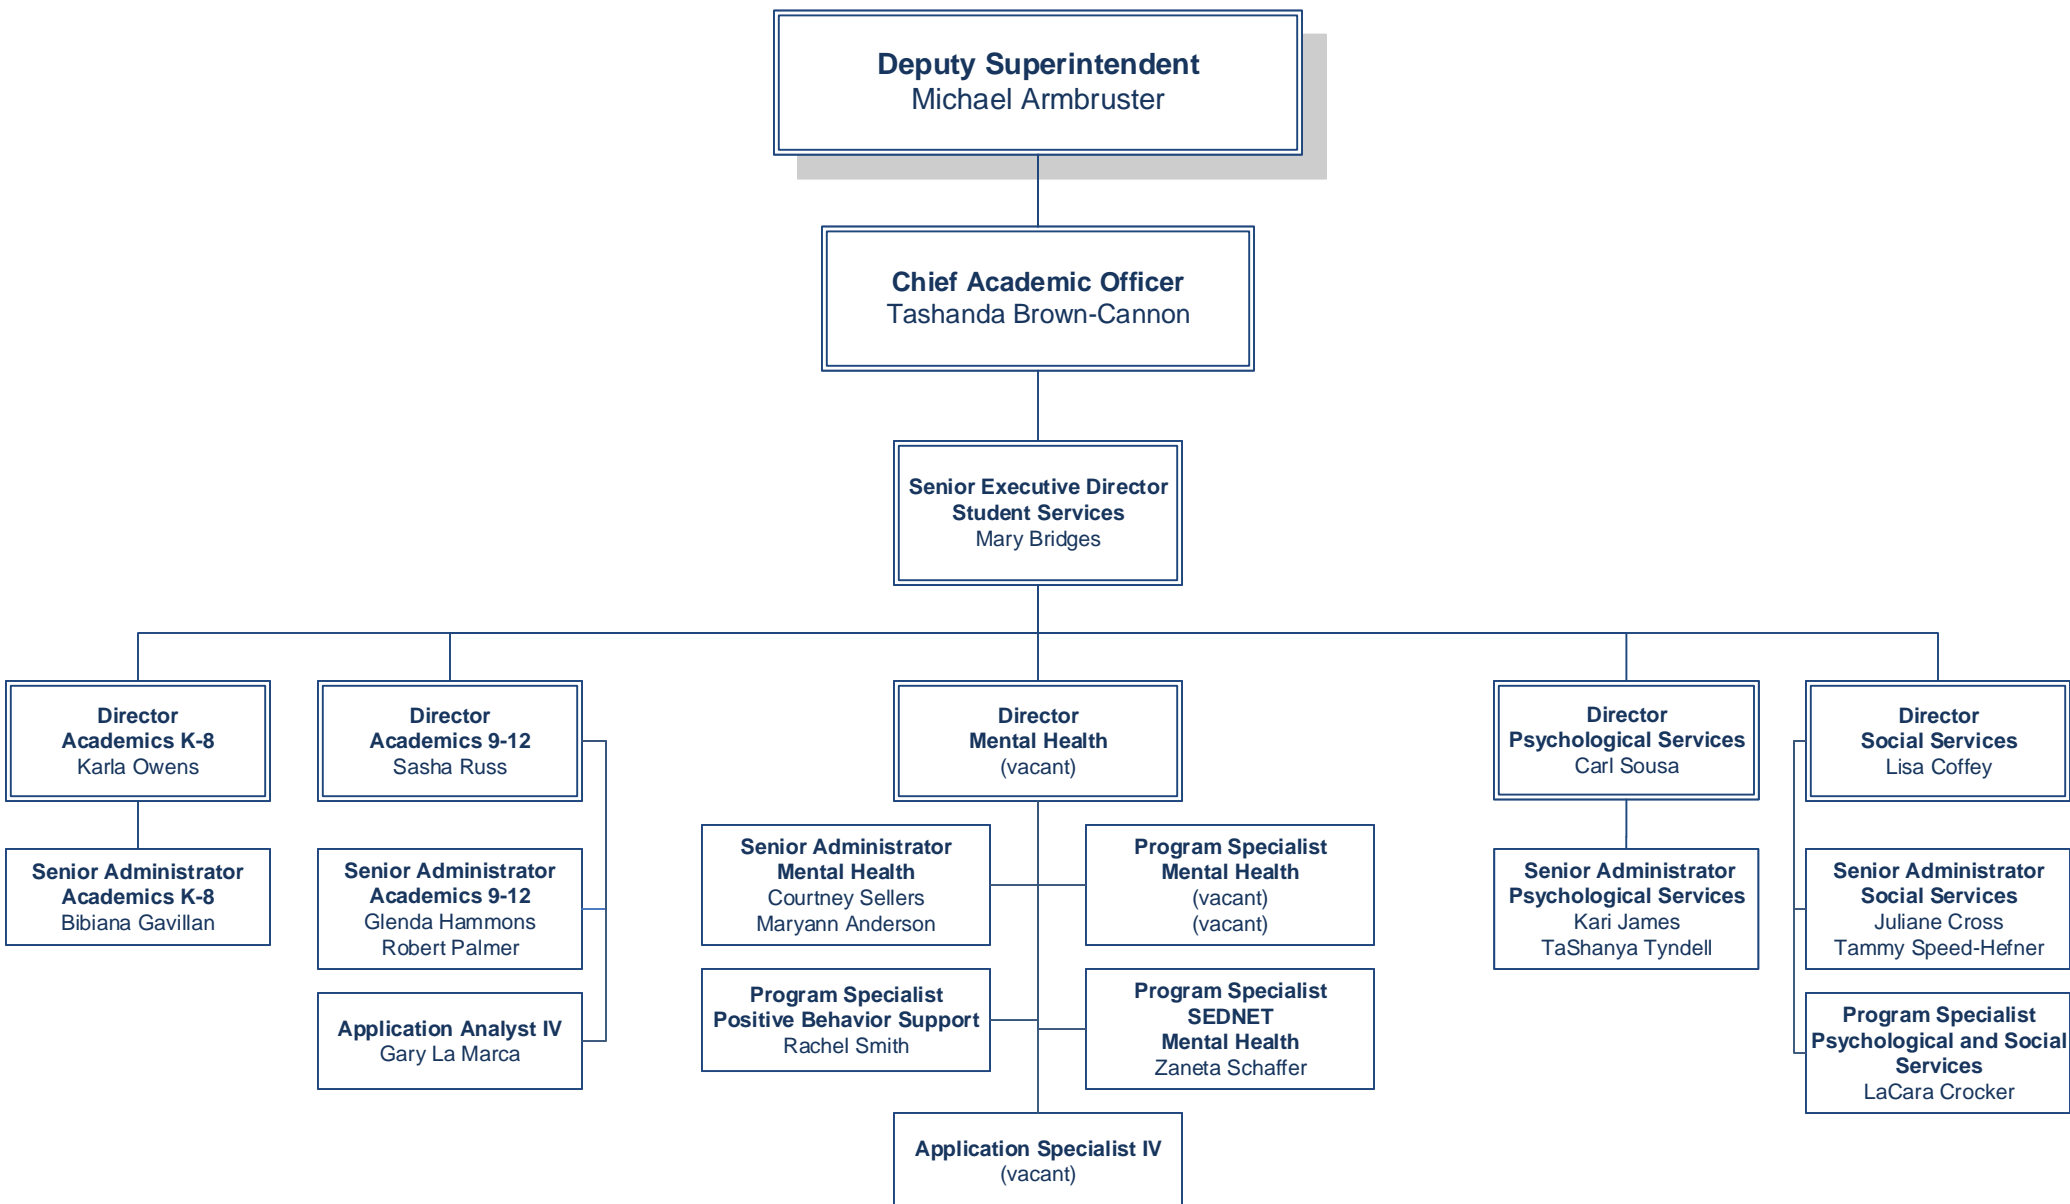 Deputy Superintendent
Michael Armbruster
Chief Academic Officer
Tashanda Brown-Cannon
Senior Executive Director
Student Services
Mary Bridges
Director
Academics K-8
Karla Owens
Director
Academics 9-12
Sasha Russ
Director
Mental Health
(vacant)
Director
Psychological Services
Carl Sousa
Director
Social Services
Lisa Coffey
Senior Administrator
Academics K-8
Bibiana Gavillan
Senior Administrator
Academics 9-12
Glenda Hammons
Robert Palmer
Application Analyst IV
Gary La Marca
Senior Administrator
Mental Health
Courtney Sellers
Maryann Anderson
Program Specialist
Mental Health
(vacant)
(vacant)
Program Specialist
Positive Behavior Support
Rachel Smith
Program Specialist
SEDNET
Mental Health
Zaneta Schaffer
Application Specialist IV
(vacant)
Senior Administrator
Psychological Services
Kari James
TaShanya Tyndell
Senior Administrator
Social Services
Juliane Cross
Tammy Speed-Hefner
Program Specialist
Psychological and Social
Services
LaCara Crocker